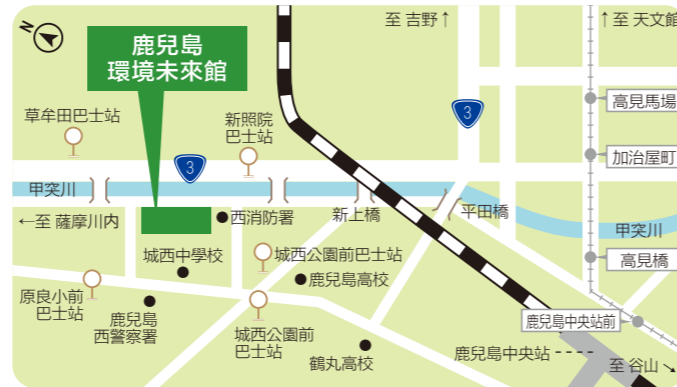 N
至 吉野↑
↑至 天文館
鹿兒島
環境未來館
高見馬場
草牟田巴士站
新照院
巴士站
3
3
加治屋町
甲突川
←至 薩摩川内
西消防署
新上橋
平田橋
甲突川
城西中學校
城西公園前巴士站
高見橋
鹿兒島高校
原良小前
巴士站
鹿兒島
西警察署
城西公園前
巴士站
鹿兒島中央站前
鶴丸高校
鹿兒島中央站
至 谷山↘